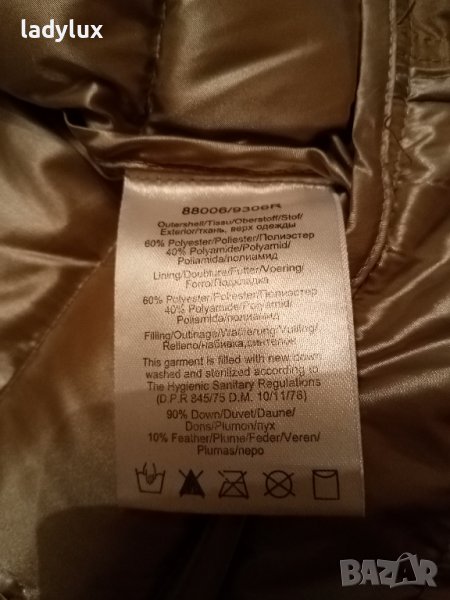 ladylux
88006/9306R
Outershell/Tissu/Oberstoff/Stof/
Exterior/ткань, верх одежды
60% Polyester/Poliester/Полиэстер
40% Polyamide/Polyamid/
Poliamida/полиамид
Lining/Doublure/Futter/Voering/
Forro/Подкладка
60% Polyester/Poliester/Полиэстер
40% Polyamide/Polyamid/
Poliamida/полиамид
Filling/Outinage/Watierung/Vulling/
Relleno/набивка, синтепон
This garment is filled with new down
washed and sterilized according to
The Hygienic Sanitary Regulations
(D.P.R 845/75 D.M. 10/11/76)
90% Down/Duvet/Daune/
Dons/Plumon/пух
10% Feather/Plume/Feder/Veren/
Plumas/перо
BAZAR